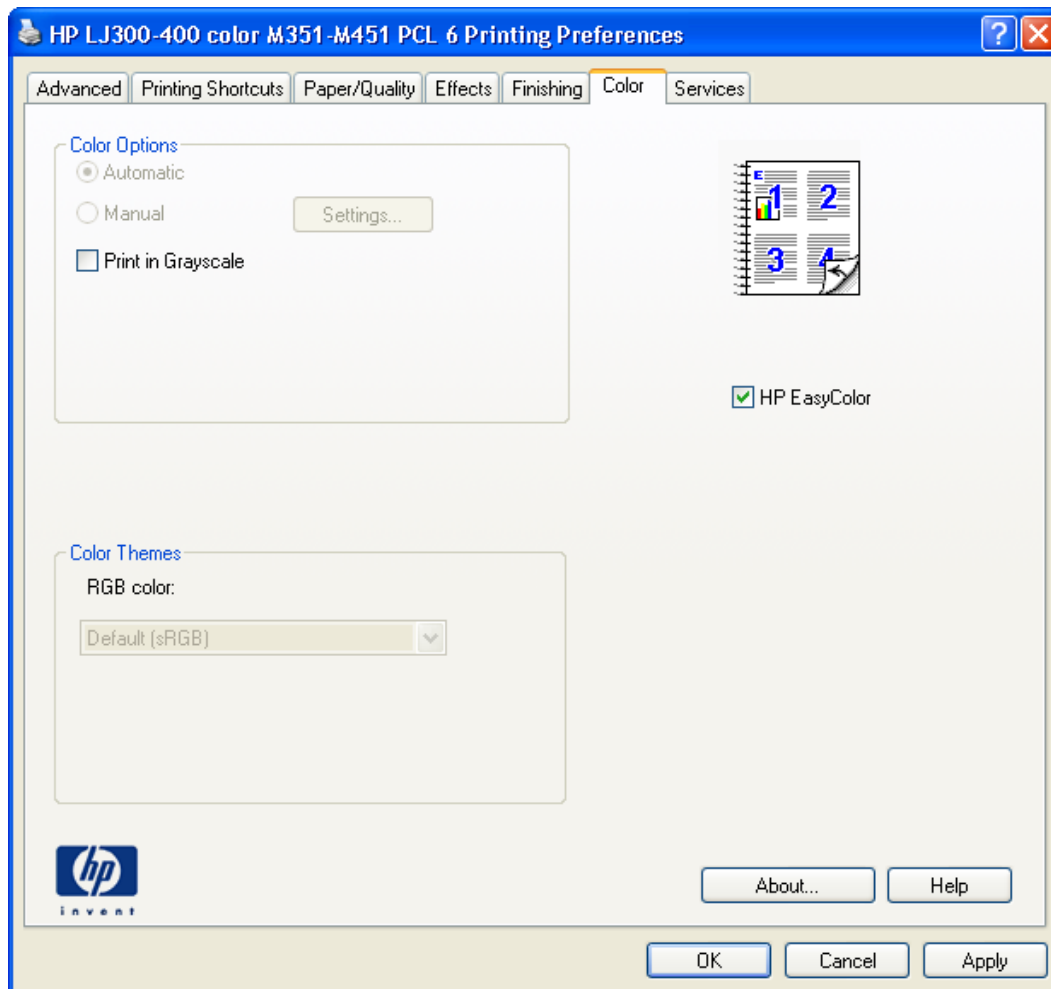 HP LJ300-400 color M351-M451 PCL 6 Printing Preferences
Advanced Printing Shortcuts Paper/Quality Effects Finishing Color Services
Color Options
Automatic
Manual Settings...
Print in Grayscale
E
1 2
3 4
HP EasyColor
Color Themes
RGB color:
Default (sRGB)
hp
invent
About... Help
OK Cancel Apply